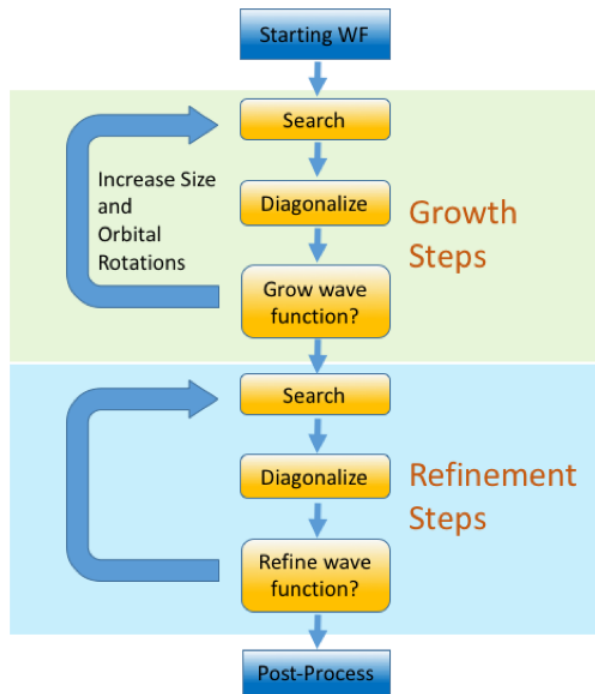 Starting WF
Search
Increase Size
and
Orbital
Rotations
Diagonalize
Growth
Steps
Grow wave
function?
Search
Diagonalize
Refinement
Steps
Refine wave
function?
Post-Process